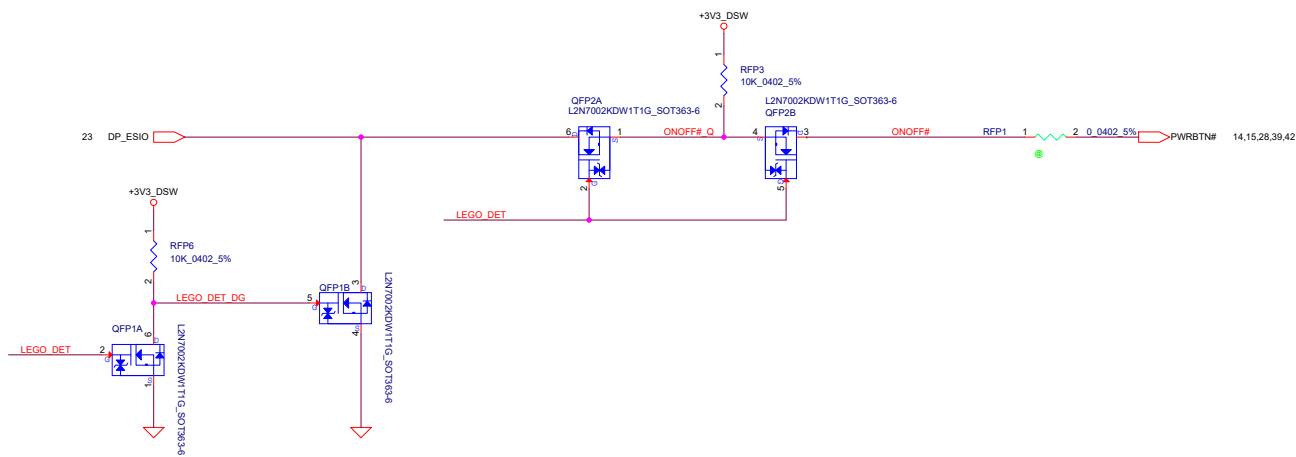 +3V3_DSW
1
RFP3
10K_0402_5%
2
QFP2A
L2N7002KDW1T1G_SOT363-6
L2N7002KDW1T1G_SOT363-6
QFP2B
23 DP_ESIO
6 D
S 1
ONOFF#_Q
4 S
D 3
ONOFF#
RFP1
1
2
0_0402_5%
PWRBTN#
14,15,28,39,42
@
2
G
5
G
LEGO_DET
+3V3_DSW
1
RFP6
10K_0402_5%
2
LEGO_DET_DG
5
G
QFP1B
3
D
4
S
L2N7002KDW1T1G_SOT363-6
QFP1A
6
D
LEGO_DET
2
G
1
S
L2N7002KDW1T1G_SOT363-6